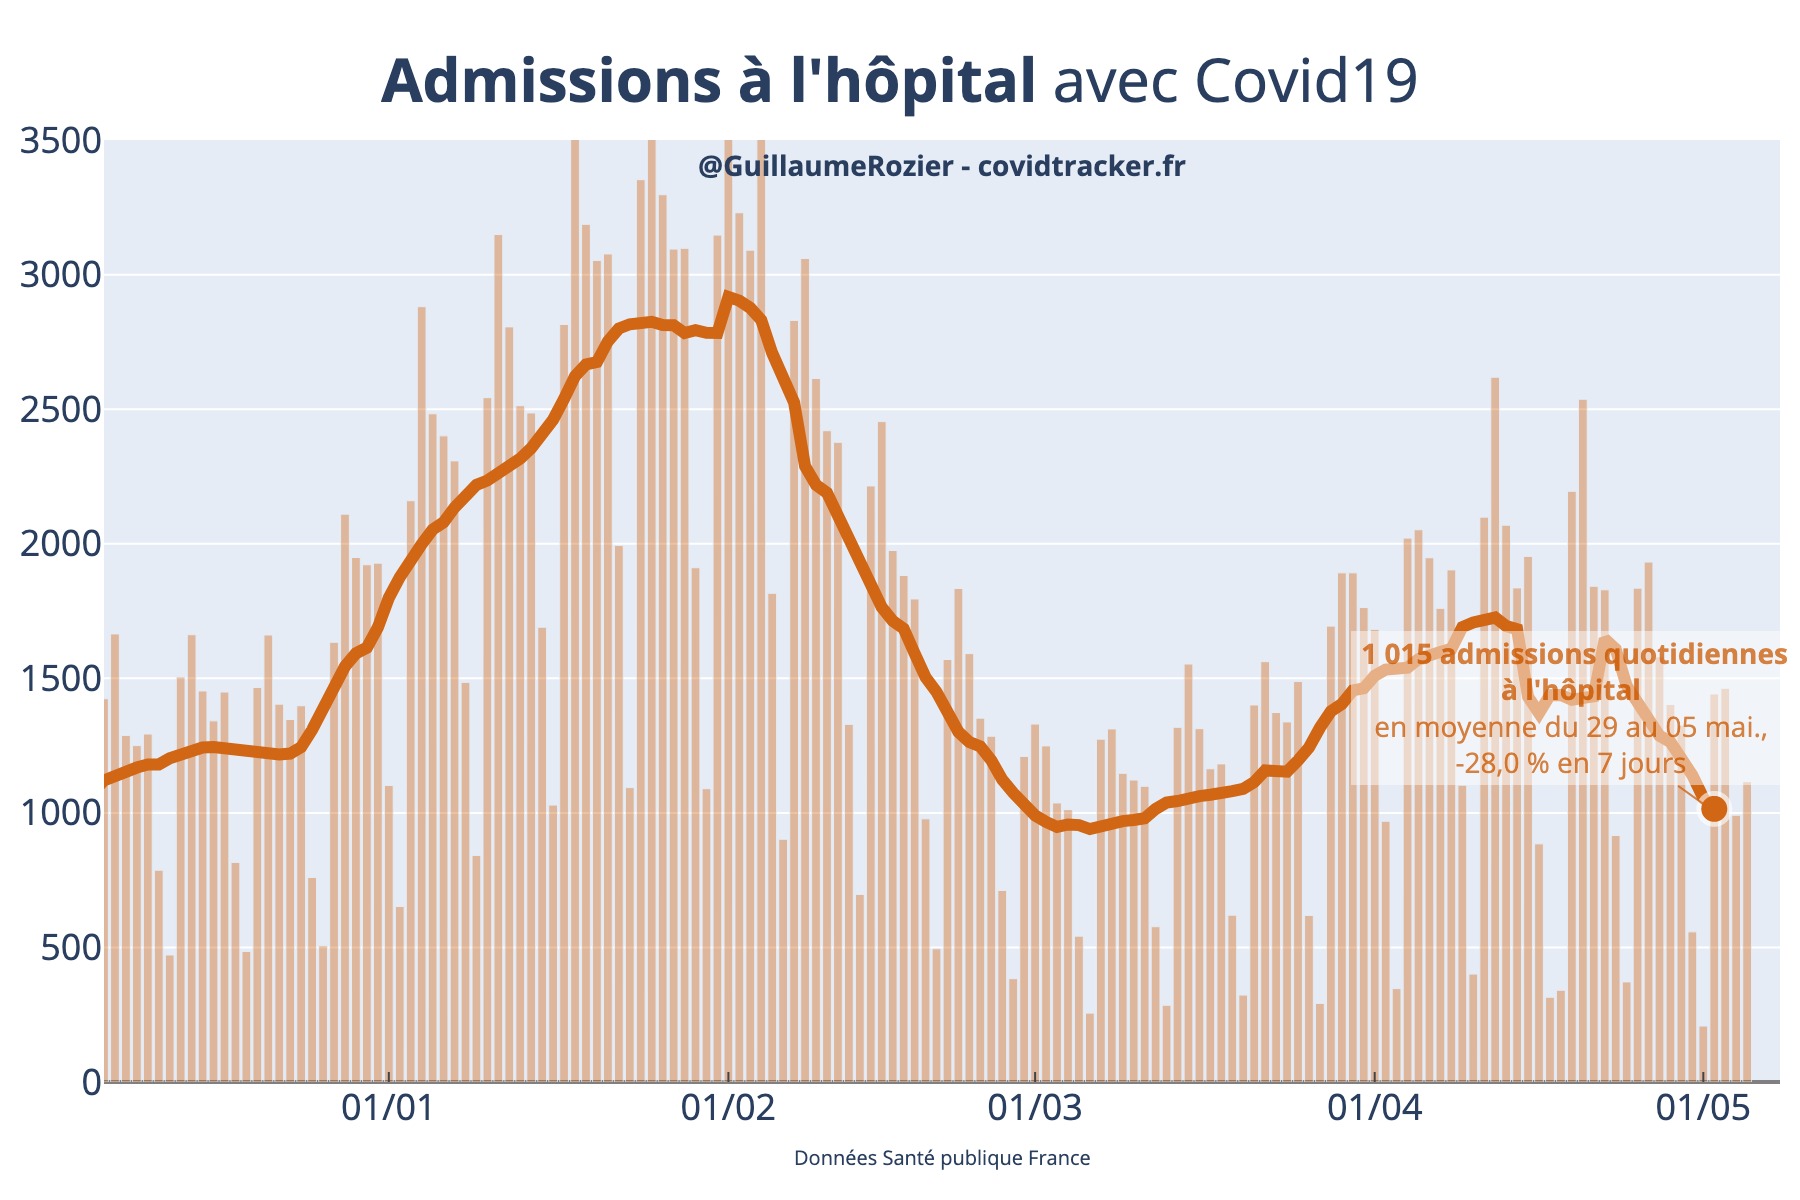 Admissions à l'hôpital avec Covid19
@GuillaumeRozier - covidtracker.fr
3500
3000
2500
2000
1500
1000
500
0
1 015 admissions quotidiennes
à l'hôpital
en moyenne du 29 au 05 mai.,
-28,0 % en 7 jours
01/01
01/02
01/03
01/04
01/05
Données Santé publique France